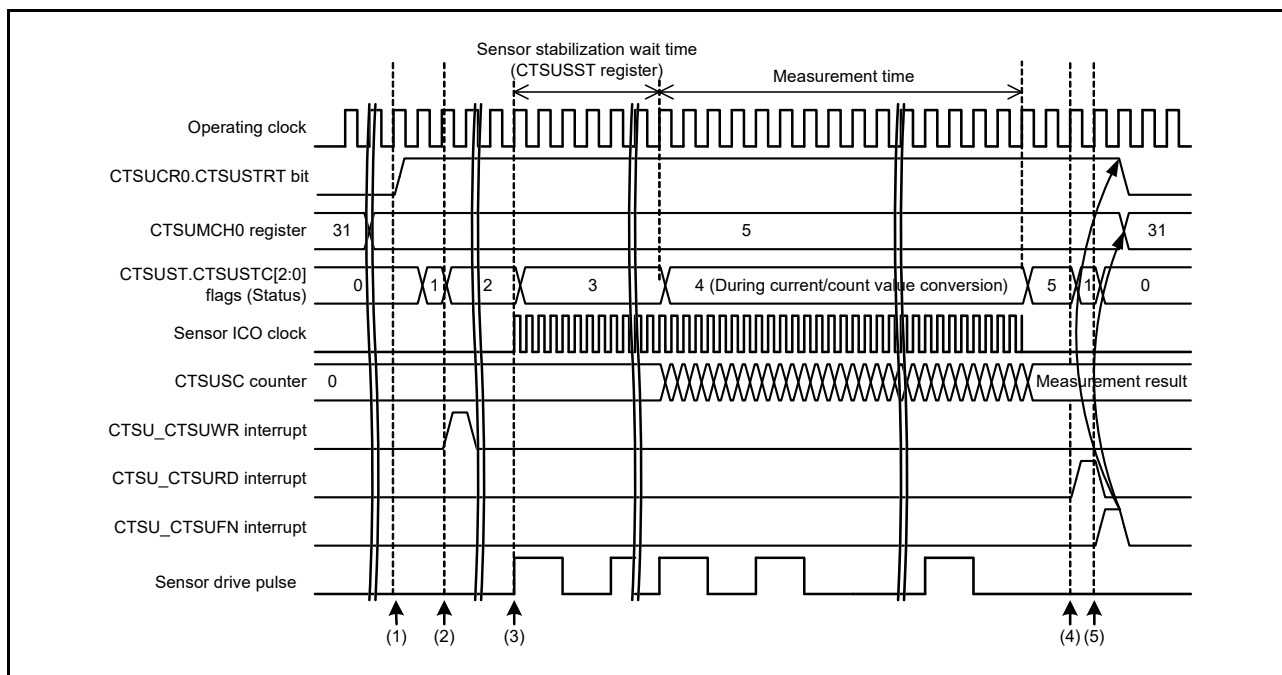 Sensor stabilization wait time
(CTSUSST register)
Measurement time
Operating clock
CTSUCR0.CTSUSTRT bit
CTSUMCH0 register
31
5
31
CTSUST.CTSUSTC[2:0]
flags (Status)
0
1
2
3
4 (During current/count value conversion)
5
1
0
Sensor ICO clock
CTSUSC counter
0
Measurement result
CTSU_CTSUWR interrupt
CTSU_CTSURD interrupt
CTSU_CTSUFN interrupt
Sensor drive pulse
(1)
(2)
(3)
(4)
(5)